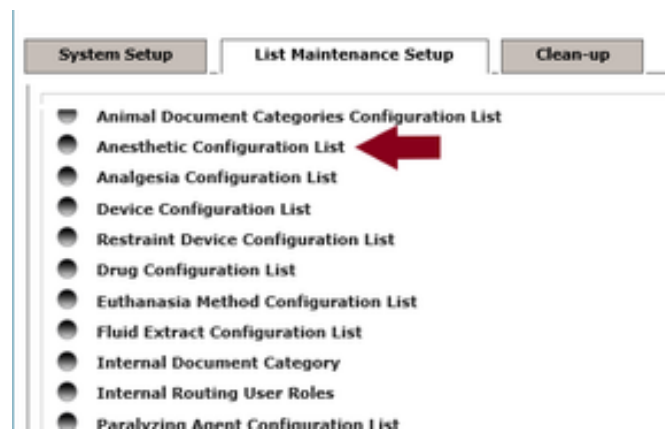 System Setup List Maintenance Setup Clean-up
Animal Document Categories Configuration List
Anesthetic Configuration List
Analgesia Configuration List
Device Configuration List
Restraint Device Configuration List
Drug Configuration List
Euthanasia Method Configuration List
Fluid Extract Configuration List
Internal Document Category
Internal Routing User Roles
Paralyzing Agent Configuration List